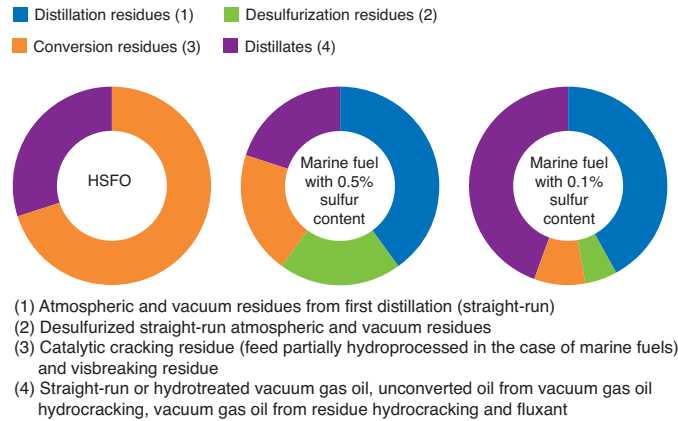 Distillation residues (1) Desulfurization residues (2)
Conversion residues (3) Distillates (4)
HSFO
Marine fuel
with 0.5%
sulfur
content
Marine fuel
with 0.1%
sulfur
content
(1) Atmospheric and vacuum residues from first distillation (straight-run)
(2) Desulfurized straight-run atmospheric and vacuum residues
(3) Catalytic cracking residue (feed partially hydroprocessed in the case of marine fuels)
and visbreaking residue
(4) Straight-run or hydrotreated vacuum gas oil, unconverted oil from vacuum gas oil
hydrocracking, vacuum gas oil from residue hydrocracking and fluxant